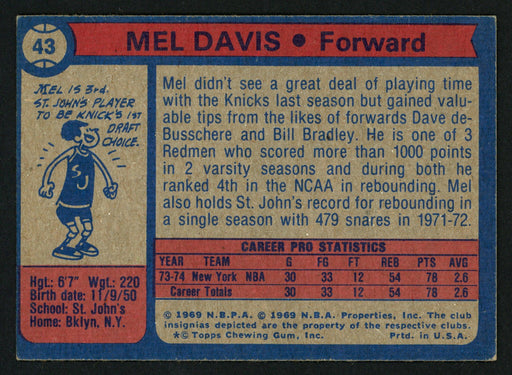 43
MEL DAVIS • Forward
MEL IS 3rd.
ST. JOHN'S PLAYER
TO BE KNICK'S 1ST
DRAFT
CHOICE.
SJ
Hgt.: 6'7" Wgt.: 220
Birth date: 11/9/50
School: St. John's
Home: Bklyn, N.Y.
Mel didn't see a great deal of playing time
with the Knicks last season but gained valu-
able tips from the likes of forwards Dave de-
Busschere and Bill Bradley. He is one of 3
Redmen who scored more than 1000 points
in 2 varsity seasons and during both he
ranked 4th in the NCAA in rebounding. Mel
also holds St. John's record for rebounding in
a single season with 479 snares in 1971-72.
CAREER PRO STATISTICS
YEAR TEAM G FG FT REB PTS AVG
73-74 New York NBA 30 33 12 54 78 2.6
Career Totals 30 33 12 54 78 2.6
© 1969 N.B.P.A. © 1969 N.B.A. Properties, Inc. The club
insignias depicted are the property of the respective clubs.
*© Topps Chewing Gum, Inc. Prtd. in U.S.A.